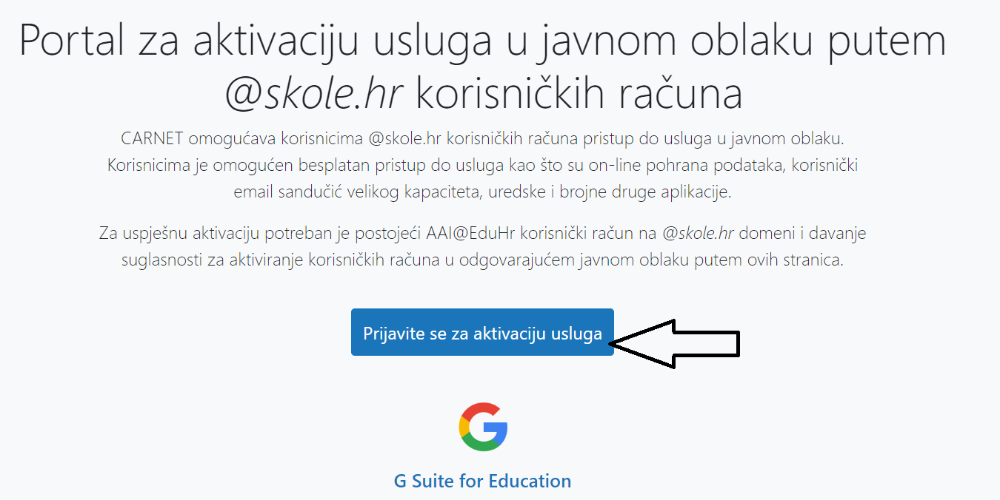 Portal za aktivaciju usluga u javnom oblaku putem
@skole.hr korisničkih računa
CARNET omogućava korisnicima @skole.hr korisničkih računa pristup do usluga u javnom oblaku.
Korisnicima je omogućen besplatan pristup do usluga kao što su on-line pohrana podataka, korisnički
email sandučić velikog kapaciteta, uredske i brojne druge aplikacije.
Za uspješnu aktivaciju potreban je postojeći AAI@EduHr korisnički račun na @skole.hr domeni i davanje
suglasnosti za aktiviranje korisničkih računa u odgovarajućem javnom oblaku putem ovih stranica.
Prijavite se za aktivaciju usluga
G Suite for Education